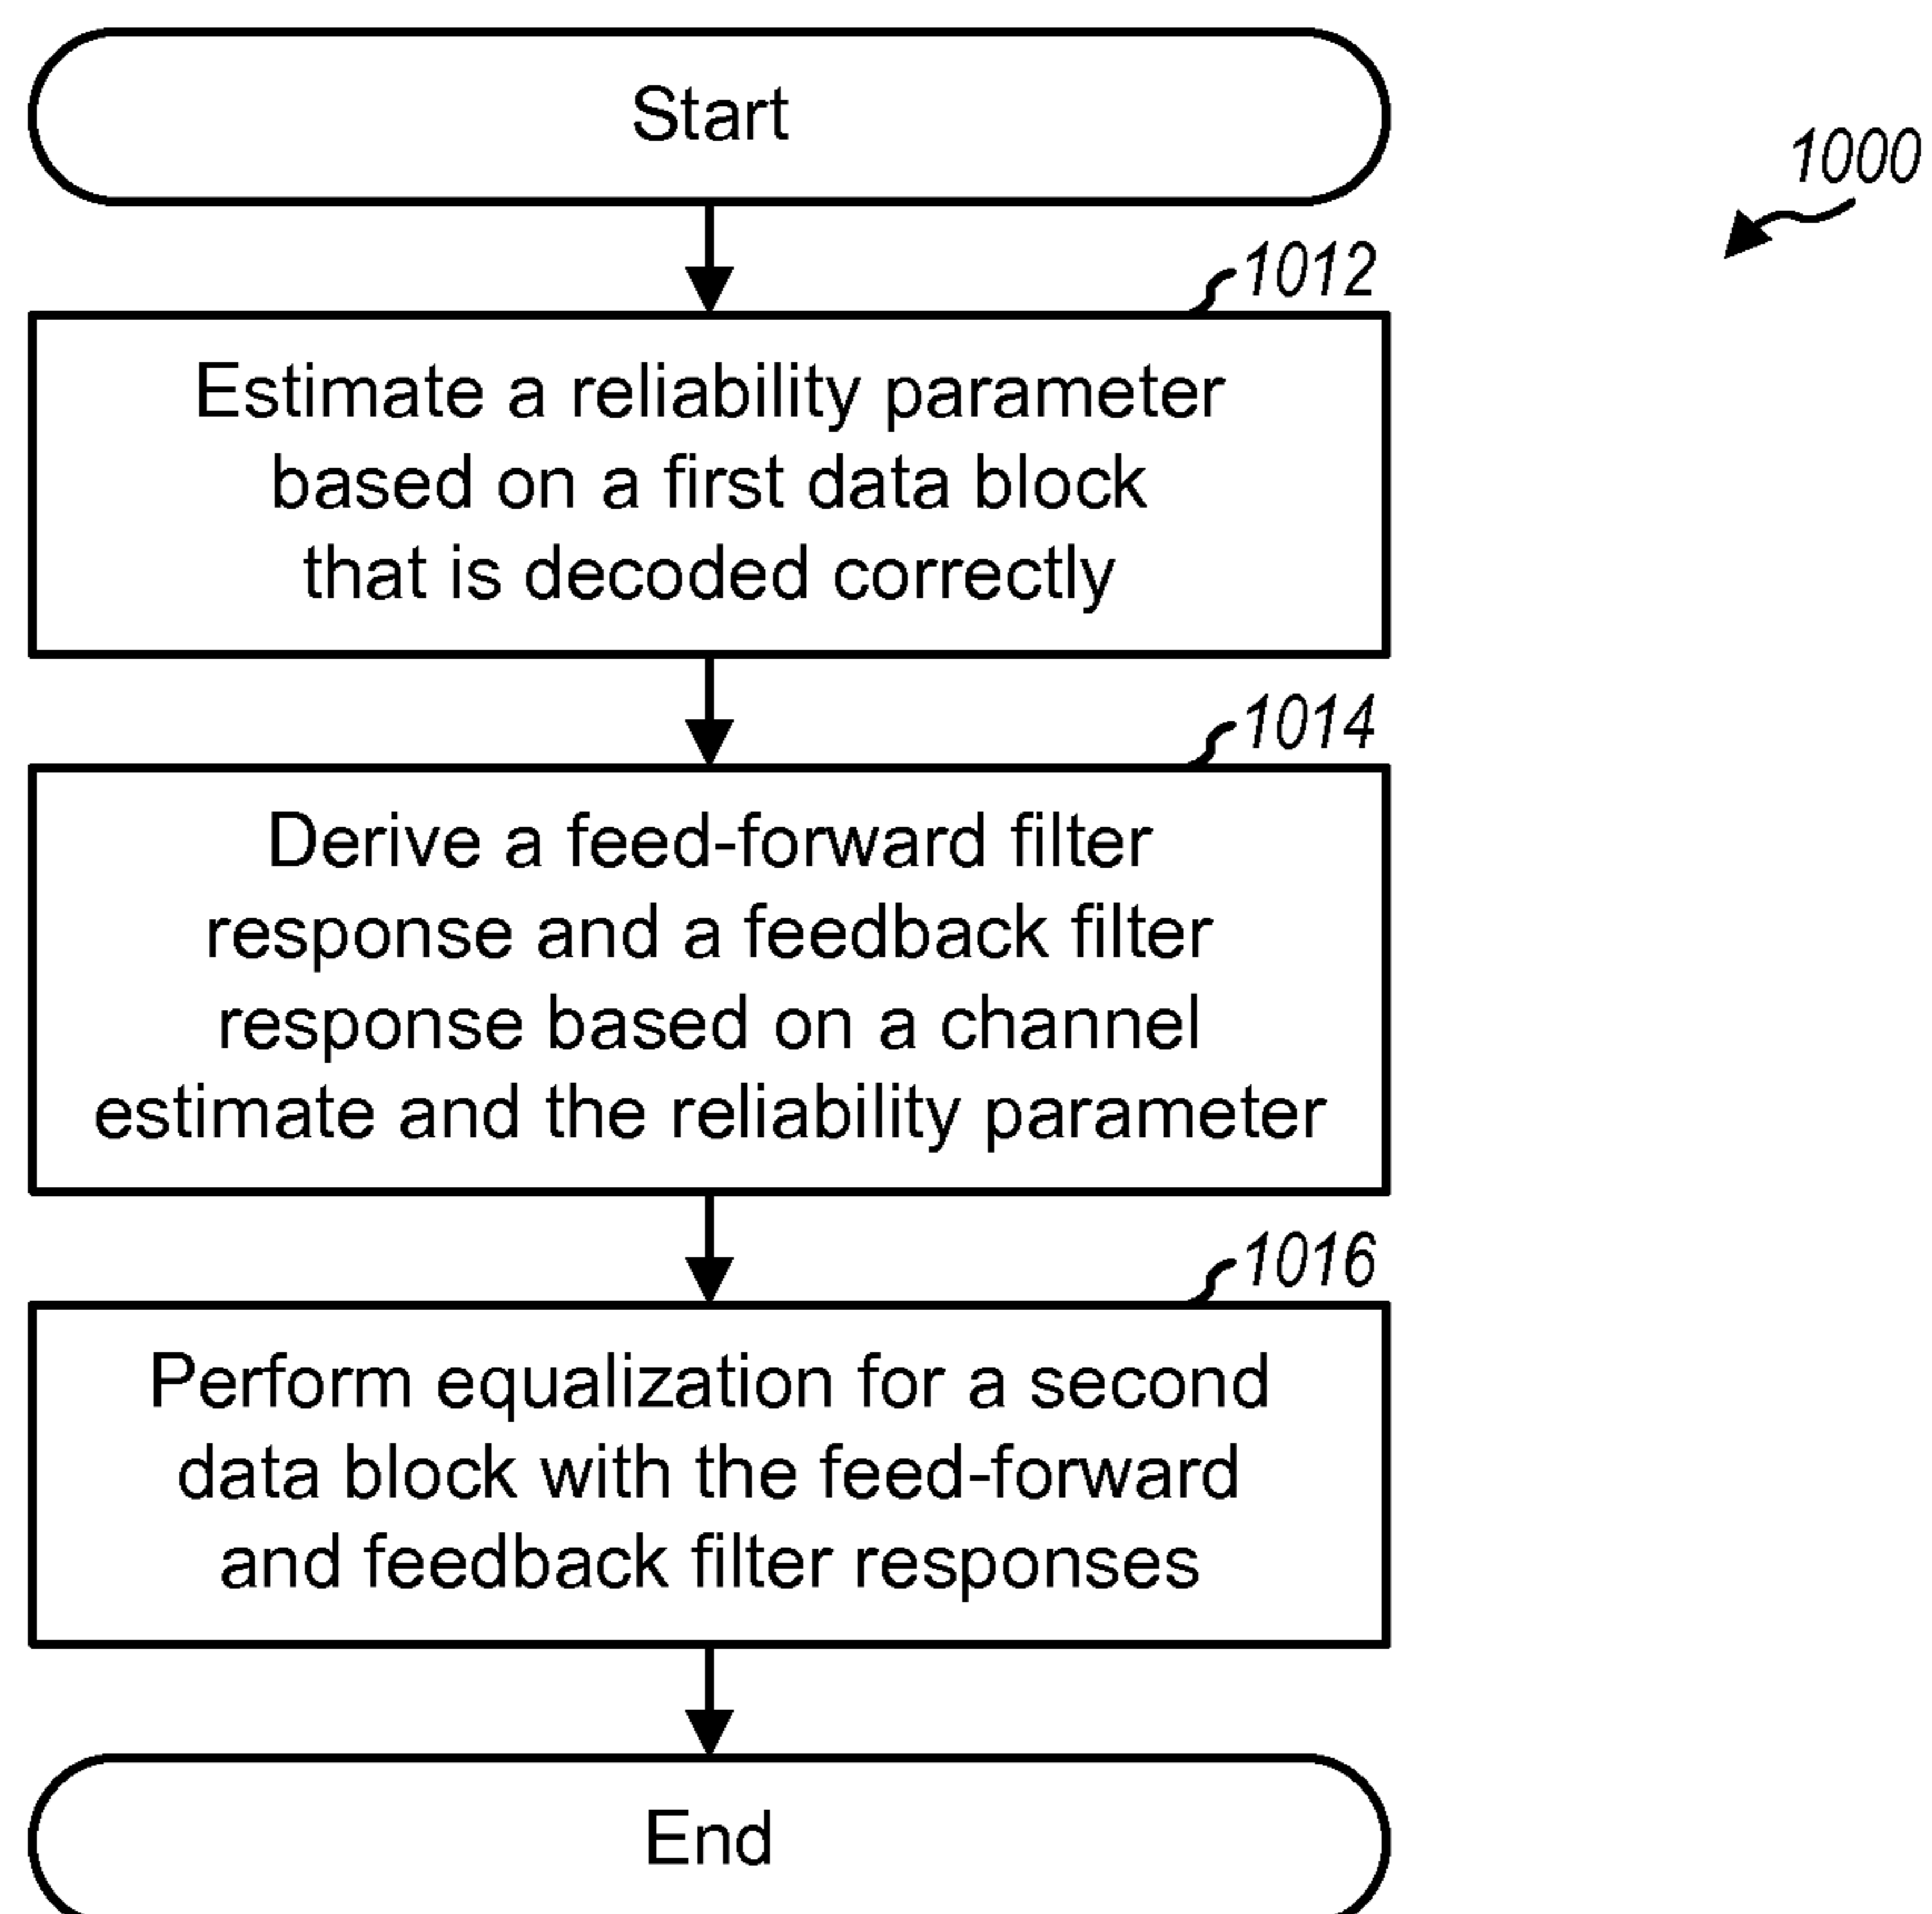 Start
1000
1012
Estimate a reliability parameter
based on a first data block
that is decoded correctly
1014
Derive a feed-forward filter
response and a feedback filter
response based on a channel
estimate and the reliability parameter
1016
Perform equalization for a second
data block with the feed-forward
and feedback filter responses
End